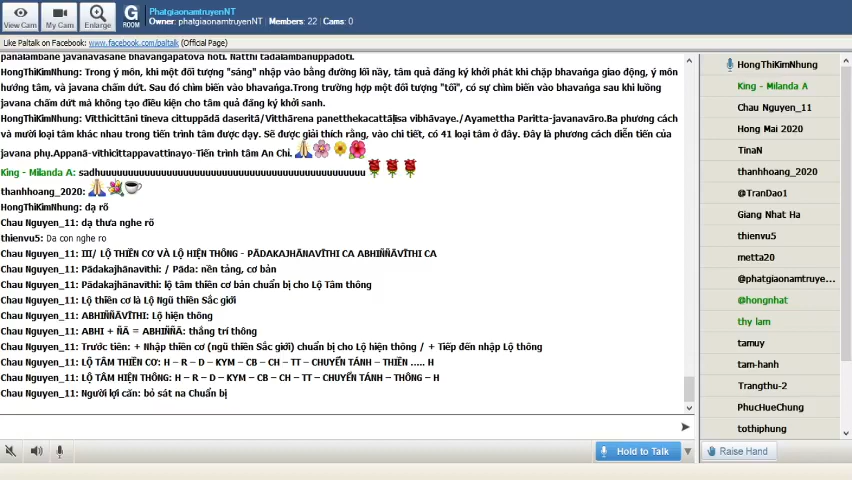 View Cam
My Cam
Enlarge
G
ROOM
PhatgiaonamtruyenNT
Owner: phatgiaonamtruyenNT | Members: 22 | Cams: 0
Like Paltalk on Facebook: www.facebook.com/paltalk (Official Page)
panālambane javanāvasāne bhavaṅgapātova hoti. Natthi tadālambanuppādoti.
HongThiKimNhung: Trong ý môn, khi một đối tượng "sáng" nhập vào bằng đường lối nầy, tâm quả đăng ký khởi phát khi chặp bhavaṅga giao động, ý môn
hướng tâm, và javana chấm dứt. Sau đó chìm bhavaṅga.Trong trường hợp một đối tượng "tối", có sự chìm biến vào bhavaṅga sau khi luồng
javana chấm dứt mà không tạo điều kiện cho tâm quả đăng ký khởi sanh.
HongThiKimNhung: Vīthicittāni tīneva cittuppādā daseritā/Vitthārena panetthekacattālīsa vibhāvaye./Ayamettha Paritta-javanavāro.Ba phương cách
và mười loại tâm khác nhau trong tiến trình tâm được dạy. Sẽ được giải thích rằng, vào chi tiết, có 41 loại tâm ở đây. Đây là phương cách diễn tiến của
javana phụ.Appanā-vīthicittappavattinayo-Tiến trình tâm An Chỉ.
King - Milanda A: sadhuuuuuuuuuuuuuuuuuuuuuuuuuuuuuuuuuuuuuuuuuuu
thanhhoang_2020:
HongThiKimNhung: dạ rõ
Chau Nguyen_11: dạ thưa nghe rõ
thienvu5: Da con nghe ro
Chau Nguyen_11: III/ LỘ THIỀN CƠ VÀ LỘ HIỆN THÔNG - PĀDAKAJHĀNAVĪTHI CA ABHIÑÑĀVĪTHI CA
Chau Nguyen_11: Pādakajhānavīthi: / Pāda: nền tảng, cơ bản
Chau Nguyen_11: Pādakajhānavīthi: lộ tâm thiền cơ bản chuẩn bị cho Lộ Tâm thông
Chau Nguyen_11: Lộ thiền cơ là Lộ Ngũ thiền Sắc giới
Chau Nguyen_11: ABHIÑÑĀVĪTHI: Lộ hiện thông
Chau Nguyen_11: ABHI + ÑĀ = ABHIÑÑĀ: thắng trí thông
Chau Nguyen_11: Trước tiên: + Nhập thiền cơ (ngũ thiền Sắc giới) chuẩn bị cho Lộ hiện thông / + Tiếp đến nhập Lộ thông
Chau Nguyen_11: LỘ TÂM THIỀN CƠ: H – R – D – KYM – CB – CH – TT – CHUYỂN TÁNH – THIỀN ..... H
Chau Nguyen_11: LỘ TÂM HIỆN THÔNG: H – R – D – KYM – CB – CH – TT – CHUYỂN TÁNH – THÔNG – H
Chau Nguyen_11: Người lợi căn: bỏ sát na Chuẩn bị
Hold to Talk
HongThiKimNhung
King - Milanda A
Chau Nguyen_11
Hong Mai 2020
TinaN
thanhhoang_2020
@TranDao1
Giang Nhat Ha
thienvu5
metta20
@phatgiaonamtruye...
@hongnhat
thy lam
tamuy
tam-hanh
Trangthu-2
PhucHueChung
tothiphung
Raise Hand